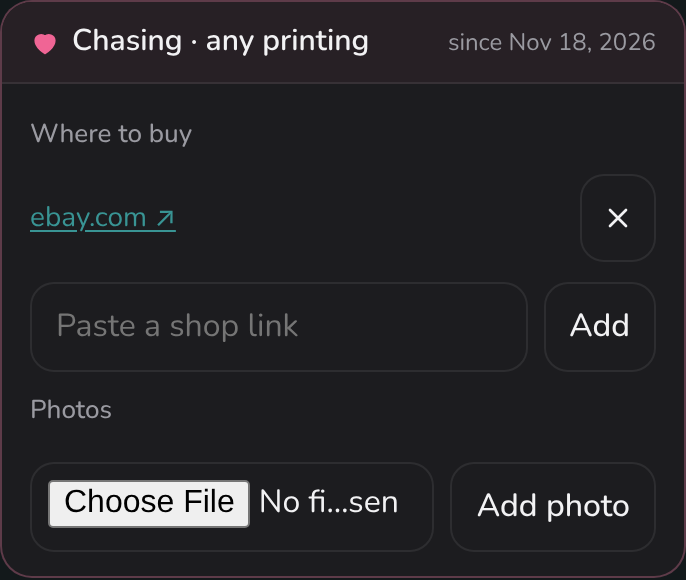 Chasing · any printing
since Nov 18, 2026
Where to buy
ebay.com ↗
Paste a shop link
Add
Photos
Choose File No fi...sen
Add photo